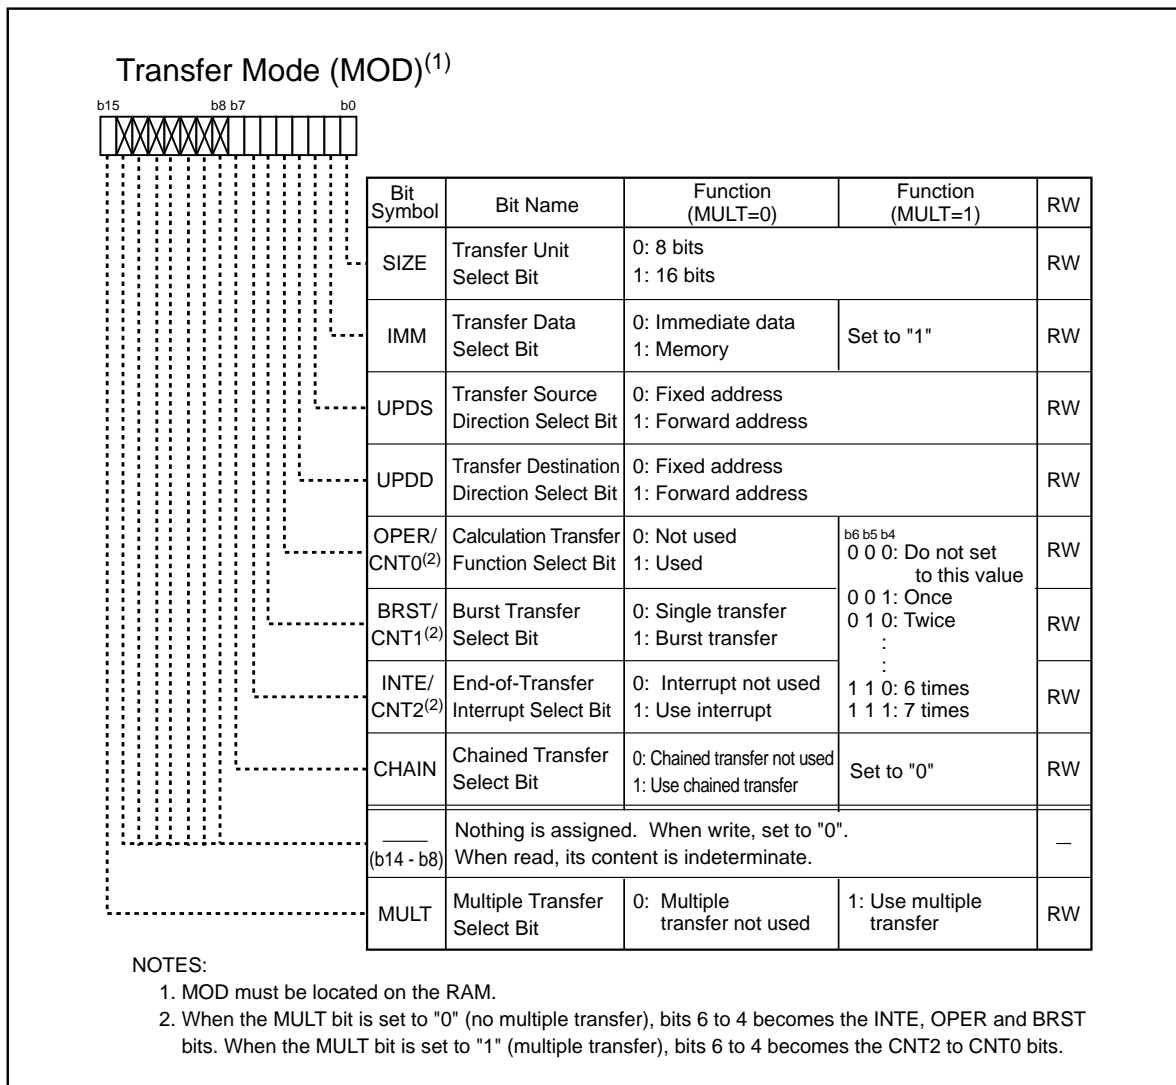 Transfer Mode (MOD)(1)
b15 b8 b7 b0
Bit Symbol Bit Name Function (MULT=0) Function (MULT=1) RW
SIZE Transfer Unit Select Bit 0: 8 bits 1: 16 bits RW
IMM Transfer Data Select Bit 0: Immediate data 1: Memory Set to "1" RW
UPDS Transfer Source Direction Select Bit 0: Fixed address 1: Forward address RW
UPDD Transfer Destination Direction Select Bit 0: Fixed address 1: Forward address RW
OPER/ CNT0(2) Calculation Transfer Function Select Bit 0: Not used 1: Used b6 b5 b4 0 0 0: Do not set to this value RW
BRST/ CNT1(2) Burst Transfer Select Bit 0: Single transfer 1: Burst transfer 0 0 1: Once 0 1 0: Twice : : RW
INTE/ CNT2(2) End-of-Transfer Interrupt Select Bit 0: Interrupt not used 1: Use interrupt 1 1 0: 6 times 1 1 1: 7 times RW
CHAIN Chained Transfer Select Bit 0: Chained transfer not used 1: Use chained transfer Set to "0" RW
(b14 - b8) Nothing is assigned. When write, set to "0". When read, its content is indeterminate. —
MULT Multiple Transfer Select Bit 0: Multiple transfer not used 1: Use multiple transfer RW
NOTES:
1. MOD must be located on the RAM.
2. When the MULT bit is set to "0" (no multiple transfer), bits 6 to 4 becomes the INTE, OPER and BRST
bits. When the MULT bit is set to "1" (multiple transfer), bits 6 to 4 becomes the CNT2 to CNT0 bits.